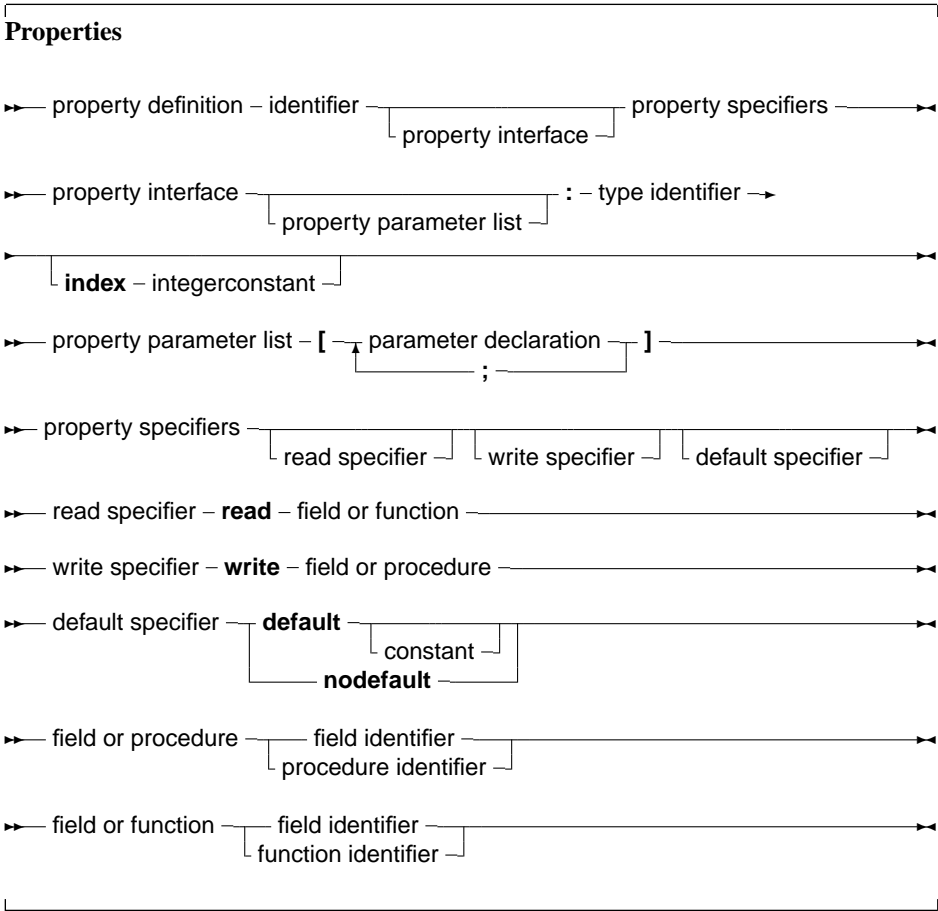 Properties
property definition – identifier property specifiers
property interface
property interface : – type identifier
property parameter list
index – integerconstant
property parameter list – [ parameter declaration ]
;
property specifiers
read specifier write specifier default specifier
read specifier – read – field or function
write specifier – write – field or procedure
default specifier default
constant
nodefault
field or procedure field identifier
procedure identifier
field or function field identifier
function identifier